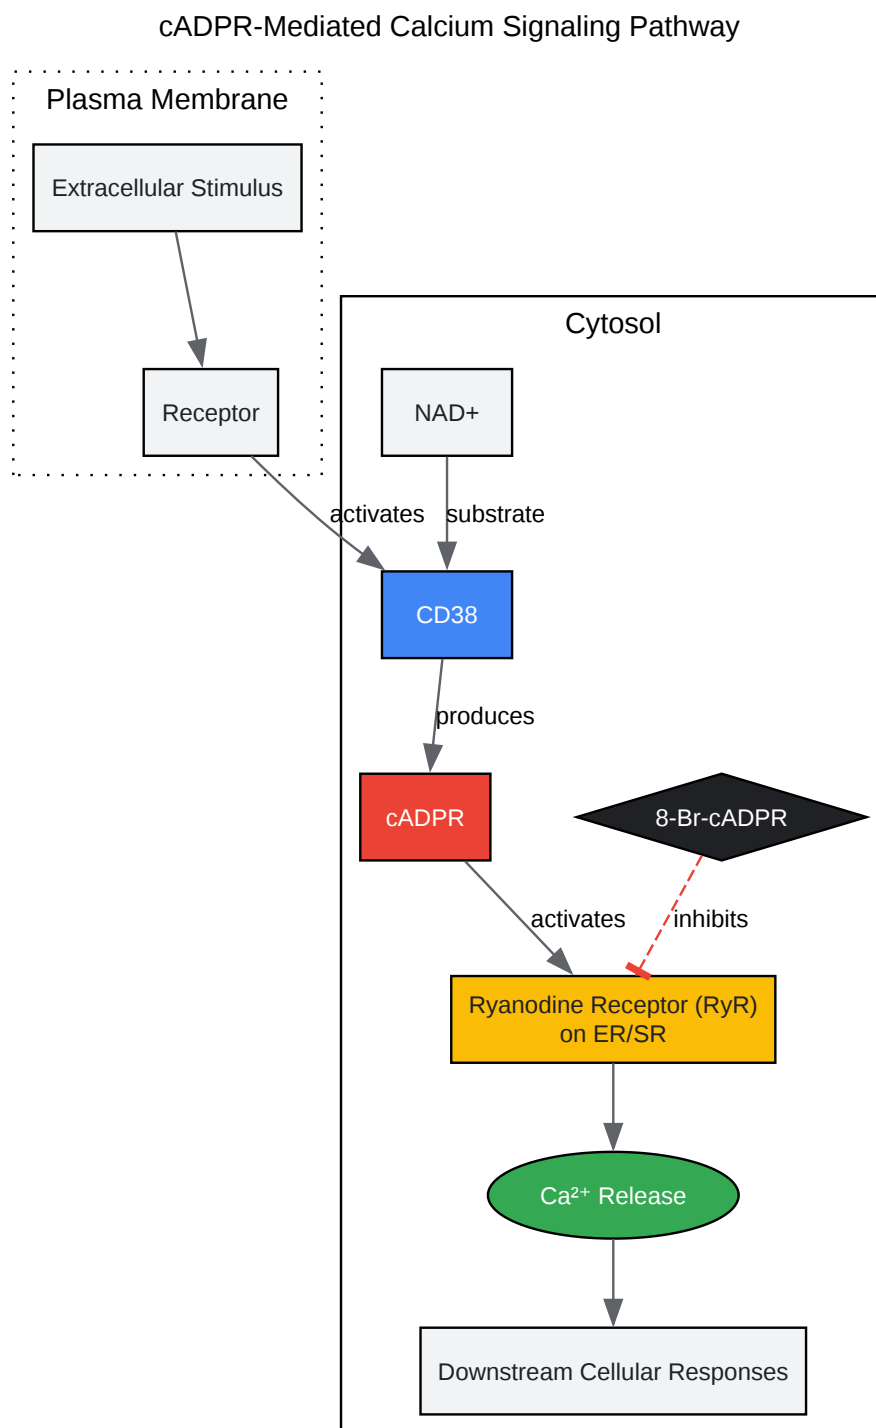 cADPR-Mediated Calcium Signaling Pathway
Plasma Membrane
Extracellular Stimulus
Cytosol
Receptor
NAD+
activates
substrate
CD38
produces
cADPR
8-Br-cADPR
activates
inhibits
Ryanodine Receptor (RyR)
on ER/SR
Ca²⁺ Release
Downstream Cellular Responses